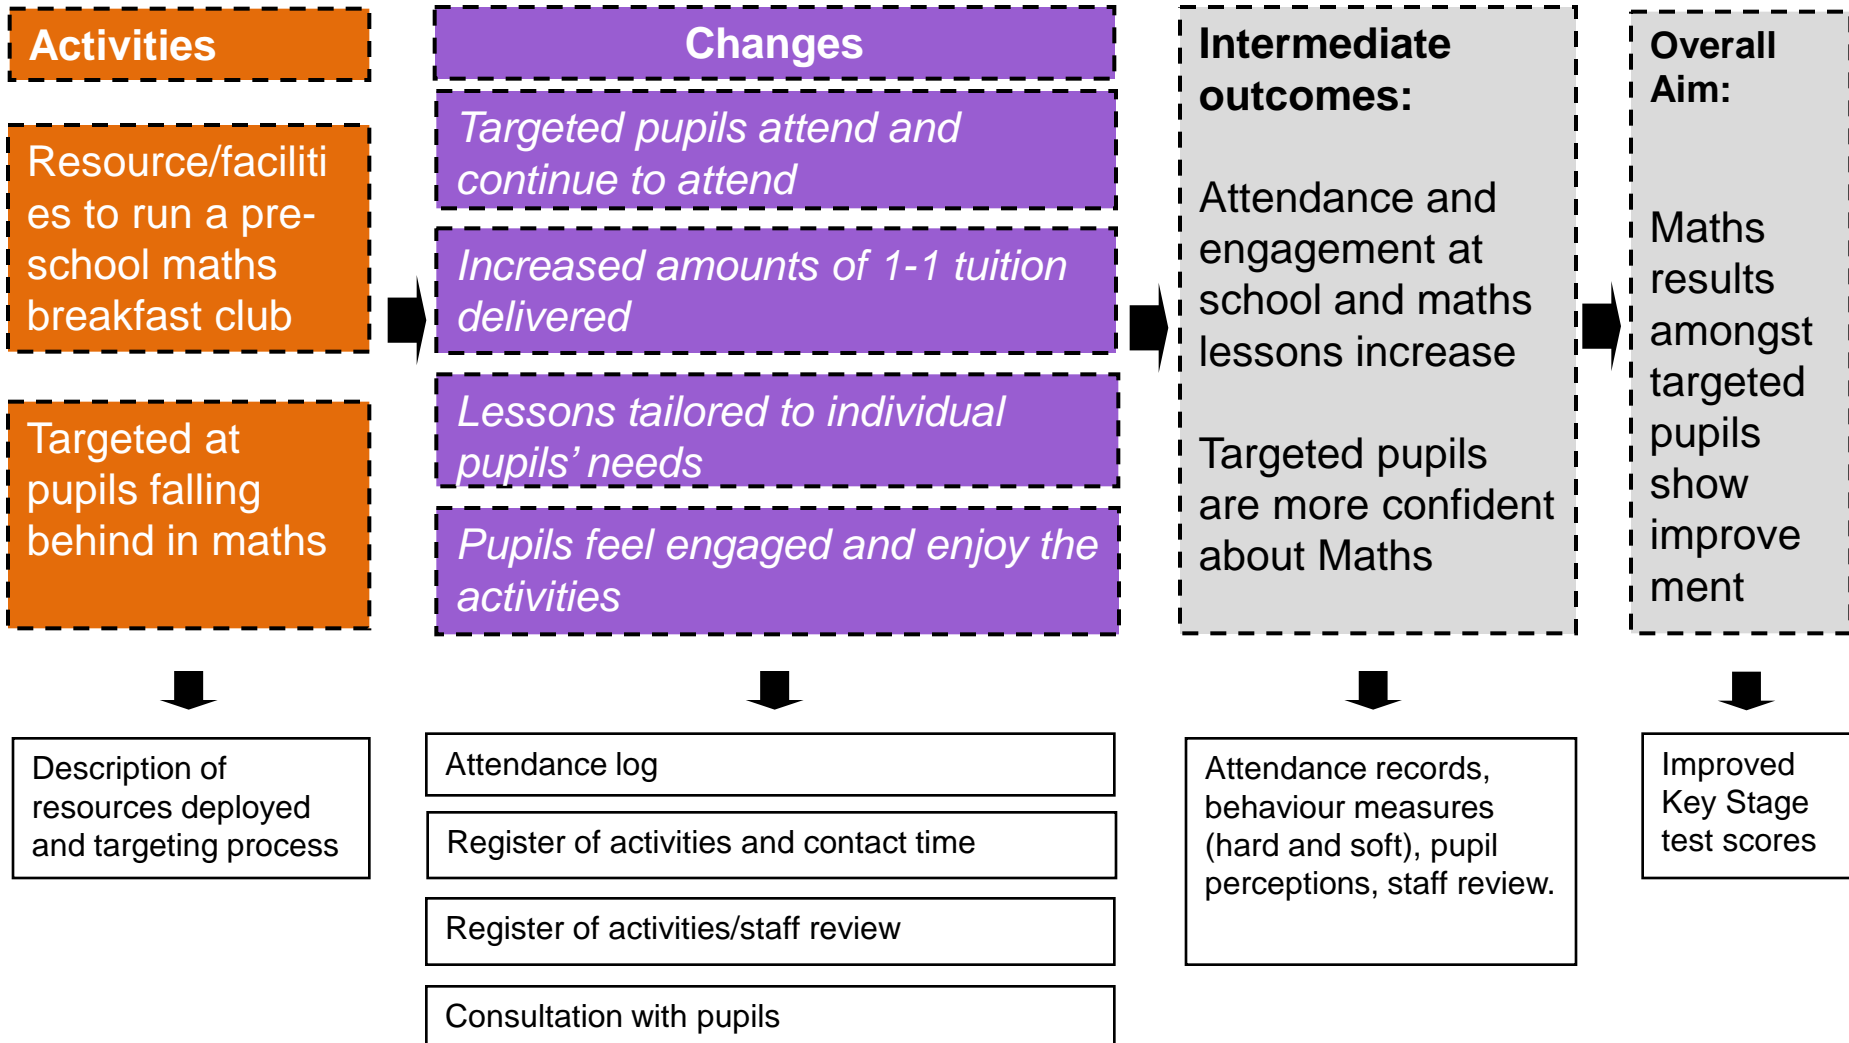 Activities
Resource/faciliti
es to run a pre-
school maths
breakfast club
Targeted at
pupils falling
behind in maths
Changes
Targeted pupils attend and
continue to attend
Increased amounts of 1-1 tuition
delivered
Lessons tailored to individual
pupils’ needs
Pupils feel engaged and enjoy the
activities
Intermediate
outcomes:
Attendance and
engagement at
school and maths
lessons increase
Targeted pupils
are more confident
about Maths
Overall
Aim:
Maths
results
amongst
targeted
pupils
show
improve
ment
Description of
resources deployed
and targeting process
Attendance log
Register of activities and contact time
Register of activities/staff review
Consultation with pupils
Attendance records,
behaviour measures
(hard and soft), pupil
perceptions, staff review.
Improved
Key Stage
test scores